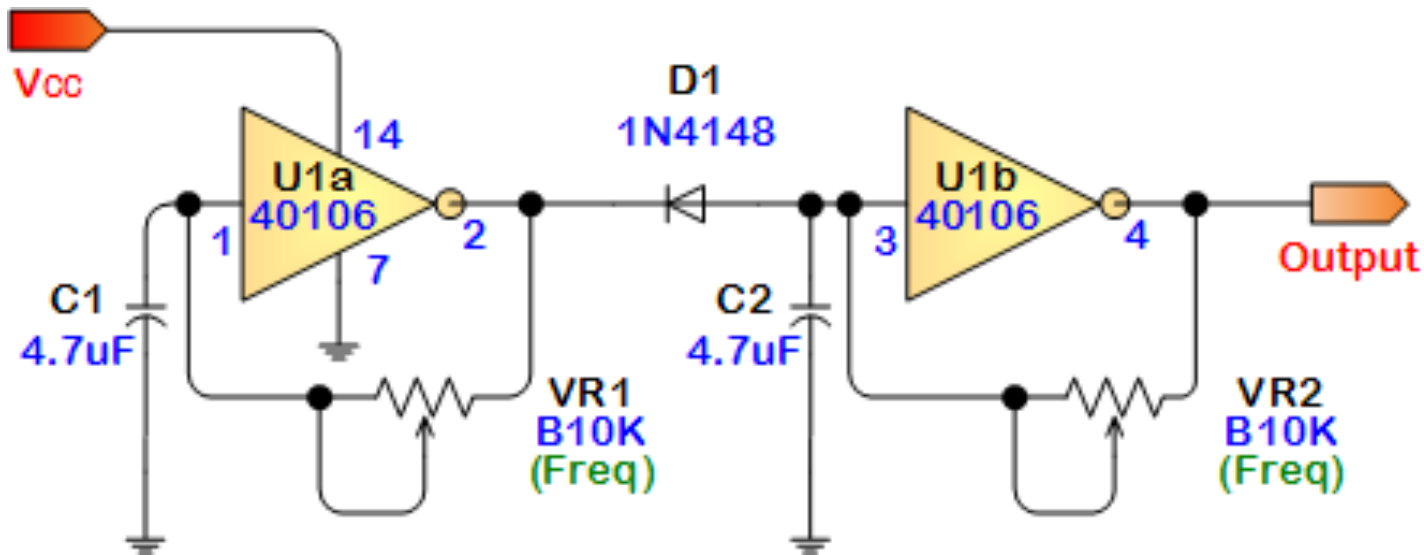 Vcc
14
U1a
40106
1
2
7
C1
4.7uF
VR1
B10K
(Freq)
D1
1N4148
U1b
40106
3
4
C2
4.7uF
VR2
B10K
(Freq)
Output